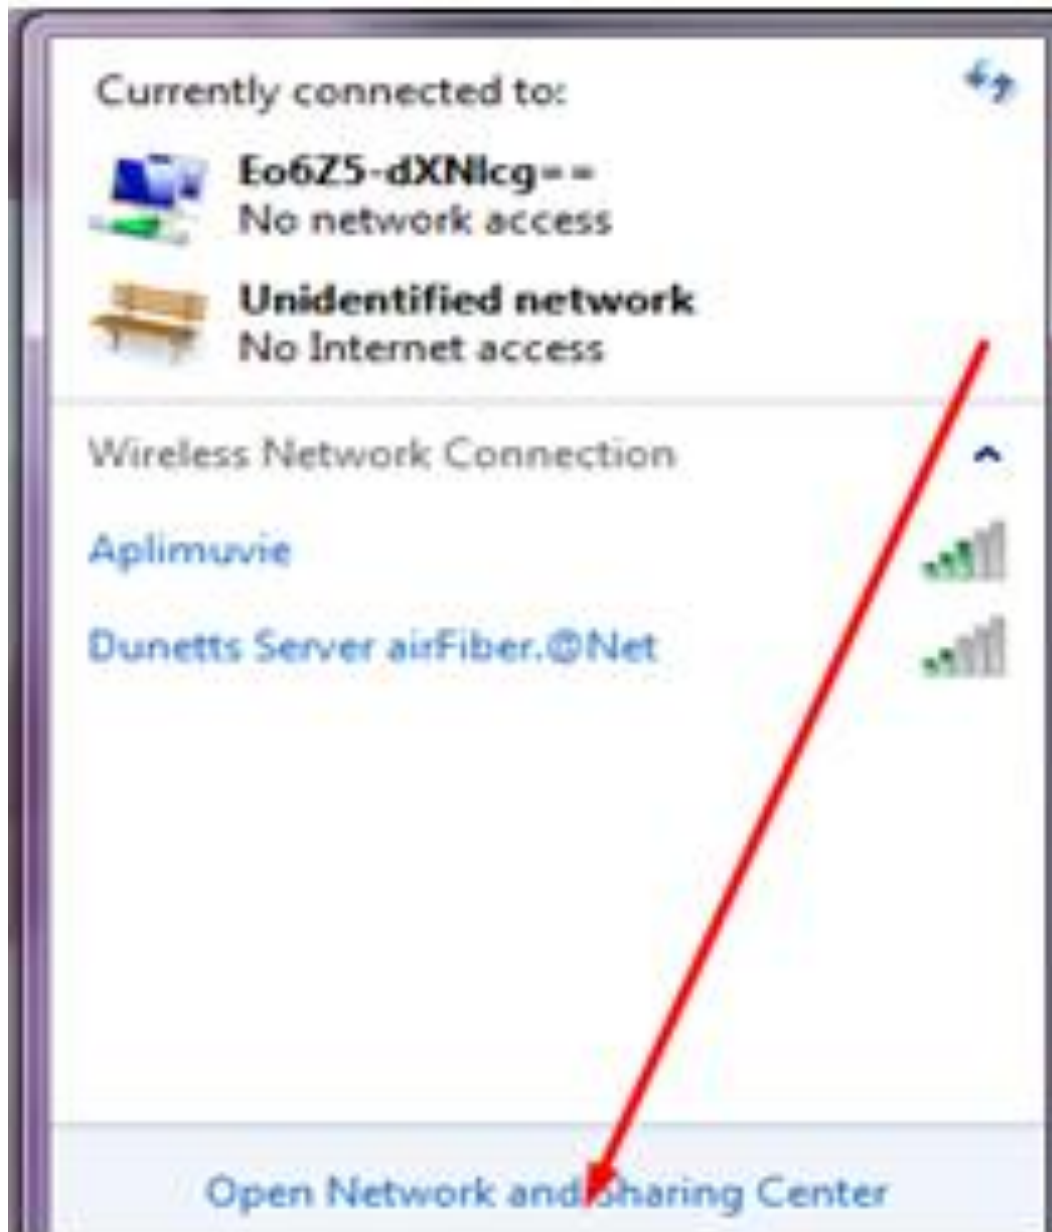 Currently connected to:
Eo6Z5-dXNlcg==
No network access
Unidentified network
No Internet access
Wireless Network Connection
Aplimuvie
Dunetts Server airFiber.@Net
Open Network and Sharing Center